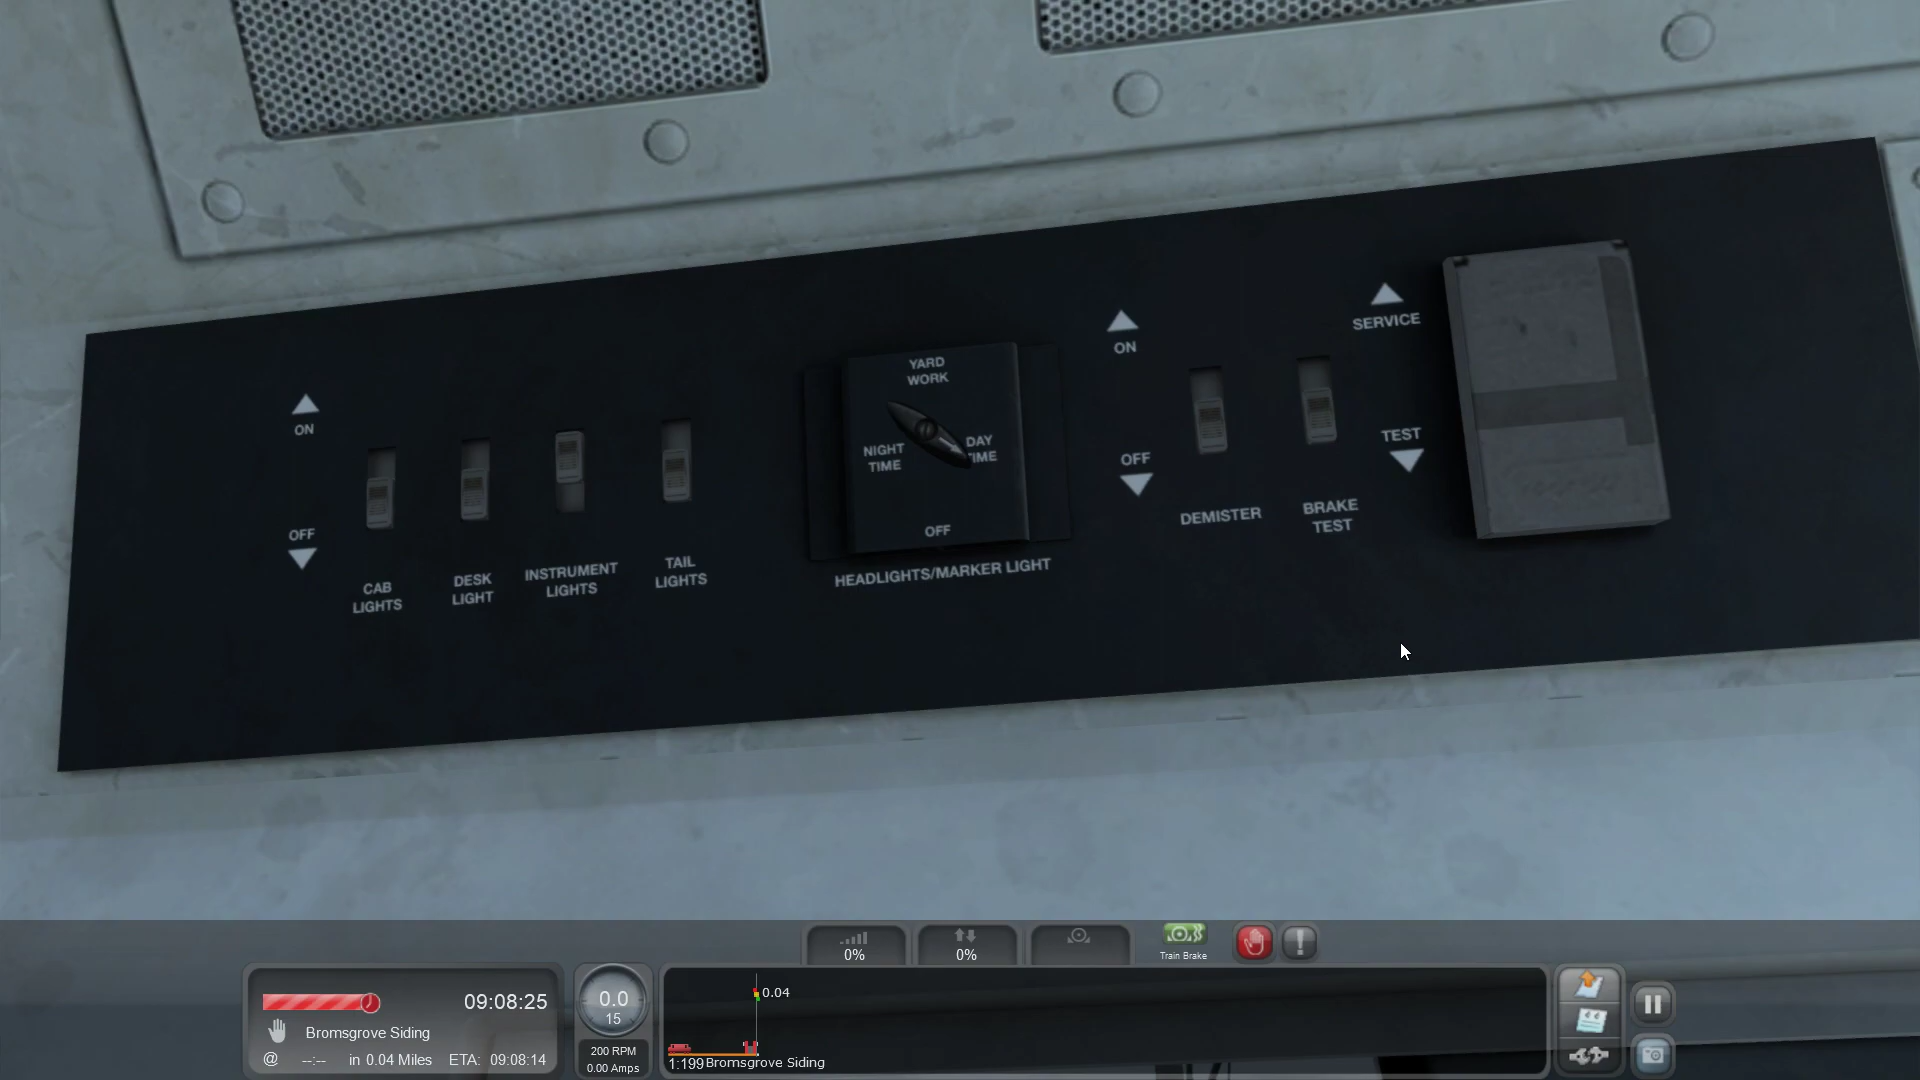 YARD
WORK
SERVICE
ON
ON
NIGHT
TIME
DAY
TIME
OFF
TEST
OFF
OFF
DEMISTER
BRAKE
TEST
CAB
LIGHTS
DESK
LIGHT
INSTRUMENT
LIGHTS
TAIL
LIGHTS
HEADLIGHTS/MARKER LIGHT
0%
0%
Train Brake
09:08:25
Bromsgrove Siding
@ --:-- in 0.04 Miles ETA: 09:08:14
0.0
15
200 RPM
0.00 Amps
0.04
1:199 Bromsgrove Siding